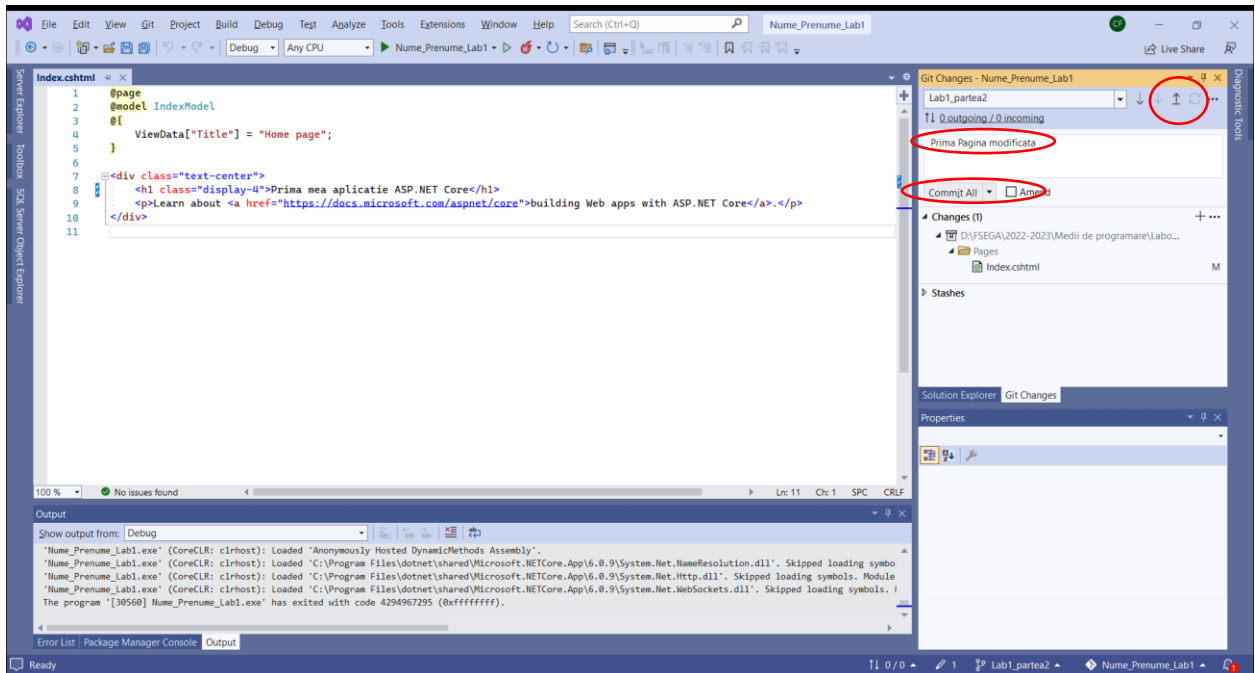 File Edit View Git Project Build Debug Test Analyze Tools Extensions Window Help Search (Ctrl+Q) Nume_Prenume_Lab1 CF
Debug Any CPU Nume_Prenume_Lab1 Live Share
Server Explorer
Toolbox
SQL Server Object Explorer
Index.cshtml
1 @page
2 @model IndexModel
3 @{
4 ViewData["Title"] = "Home page";
5 }
6
7 <div class="text-center">
8 <h1 class="display-4">Prima mea aplicatie ASP.NET Core</h1>
9 <p>Learn about <a href="https://docs.microsoft.com/aspnet/core">building Web apps with ASP.NET Core</a>.</p>
10 </div>
11
100 % No issues found Ln: 11 Ch: 1 SPC CRLF
Output
Show output from: Debug
'Nume_Prenume_Lab1.exe' (CoreCLR: clrhost): Loaded 'Anonymously Hosted DynamicMethods Assembly'.
'Nume_Prenume_Lab1.exe' (CoreCLR: clrhost): Loaded 'C:\Program Files\dotnet\shared\Microsoft.NETCore.App\6.0.9\System.Net.NameResolution.dll'. Skipped loading symbo
'Nume_Prenume_Lab1.exe' (CoreCLR: clrhost): Loaded 'C:\Program Files\dotnet\shared\Microsoft.NETCore.App\6.0.9\System.Net.Http.dll'. Skipped loading symbols. Module
'Nume_Prenume_Lab1.exe' (CoreCLR: clrhost): Loaded 'C:\Program Files\dotnet\shared\Microsoft.NETCore.App\6.0.9\System.Net.WebSockets.dll'. Skipped loading symbols.
The program '[30560] Nume_Prenume_Lab1.exe' has exited with code 4294967295 (0xffffffff).
Error List Package Manager Console Output
Git Changes - Nume_Prenume_Lab1
Lab1_partea2
0 outgoing / 0 incoming
Prima Pagina modificata
Commit All Amend
Changes (1)
D:\FSEGA\2022-2023\Medii de programare\Labo...
Pages
Index.cshtml M
Stashes
Solution Explorer Git Changes
Properties
Diagnostic Tools
Ready 0 / 0 1 Lab1_partea2 Nume_Prenume_Lab1 1